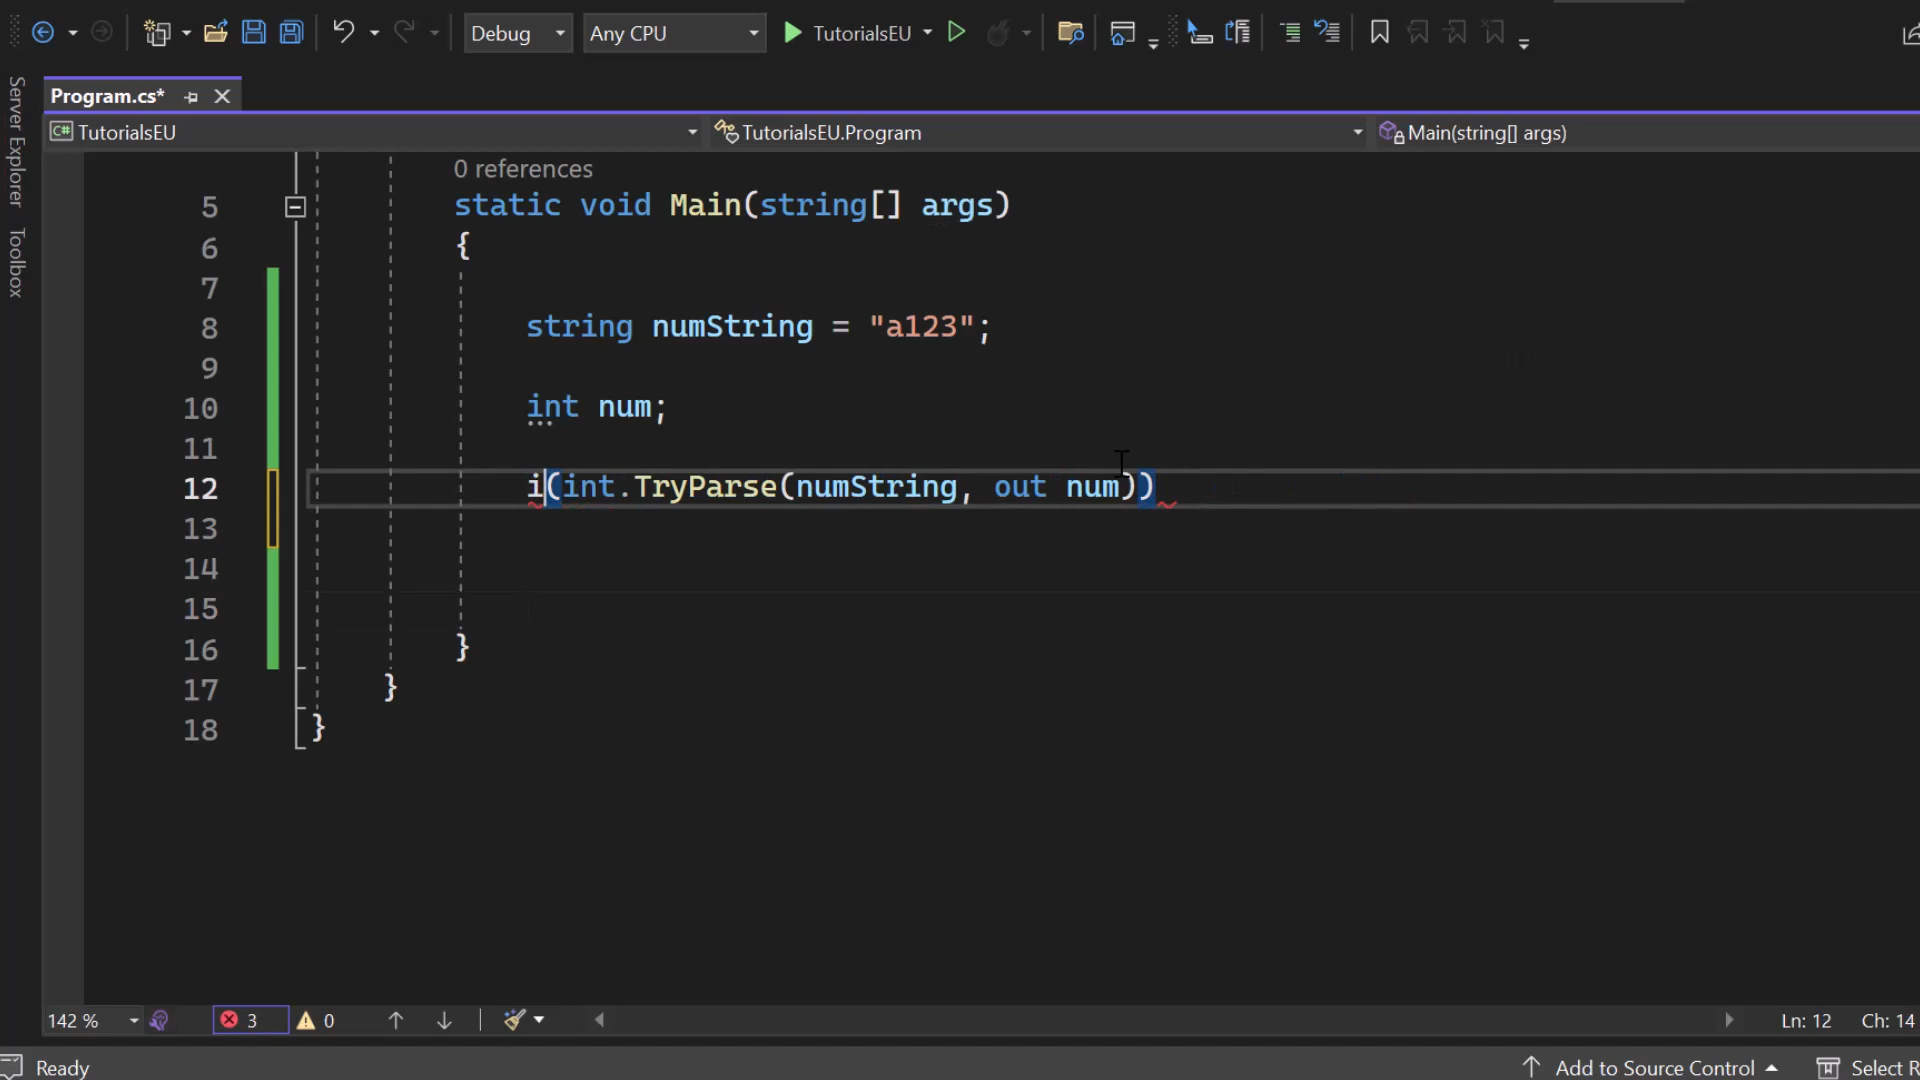 Debug Any CPU TutorialsEU
Server Explorer
Toolbox
Program.cs*
C# TutorialsEU TutorialsEU.Program Main(string[] args)
0 references
5 static void Main(string[] args)
6 {
7
8 string numString = "a123";
9
10 int num;
11
12 i(int.TryParse(numString, out num))
13
14
15
16 }
17 }
18 }
142 % 3 0 Ln: 12 Ch: 14
Ready Add to Source Control Select R